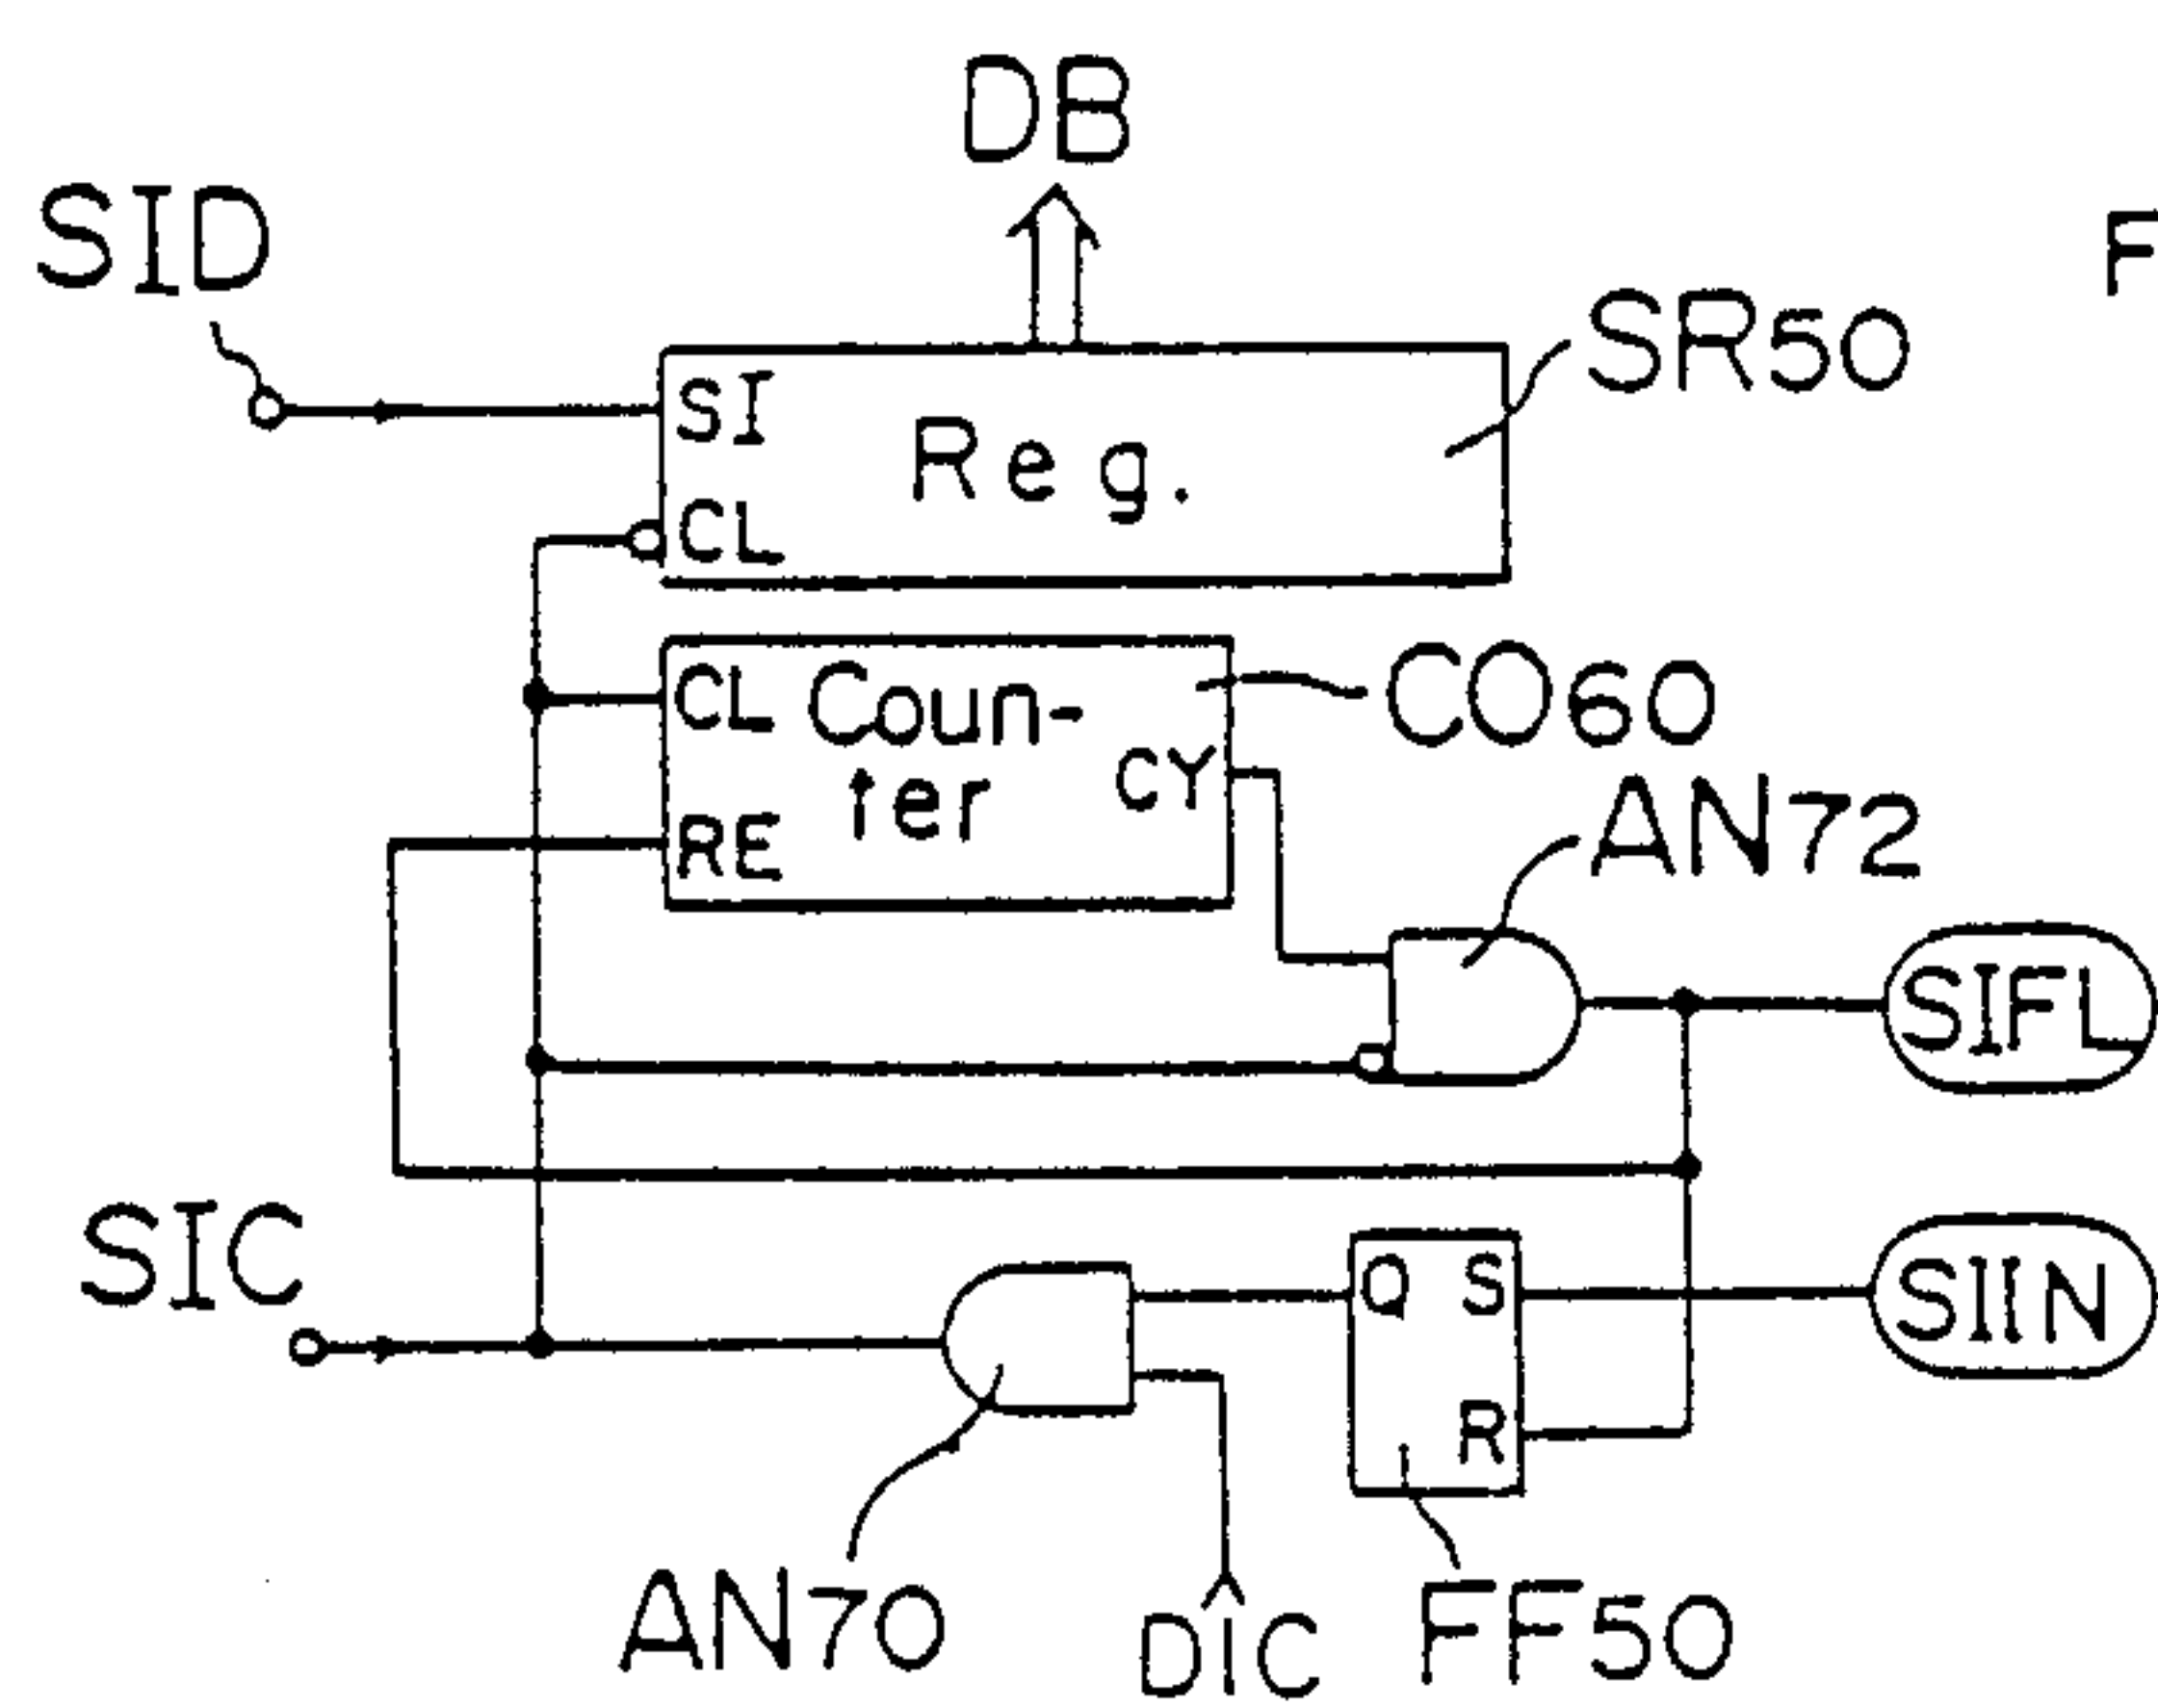 DB
SID
F
SR50
SI
Reg.
CL
CL Coun-
ter
CY
RE
CO60
AN72
SIFL
SIC
Q S
R
SIIN
AN70
DIC
FF50